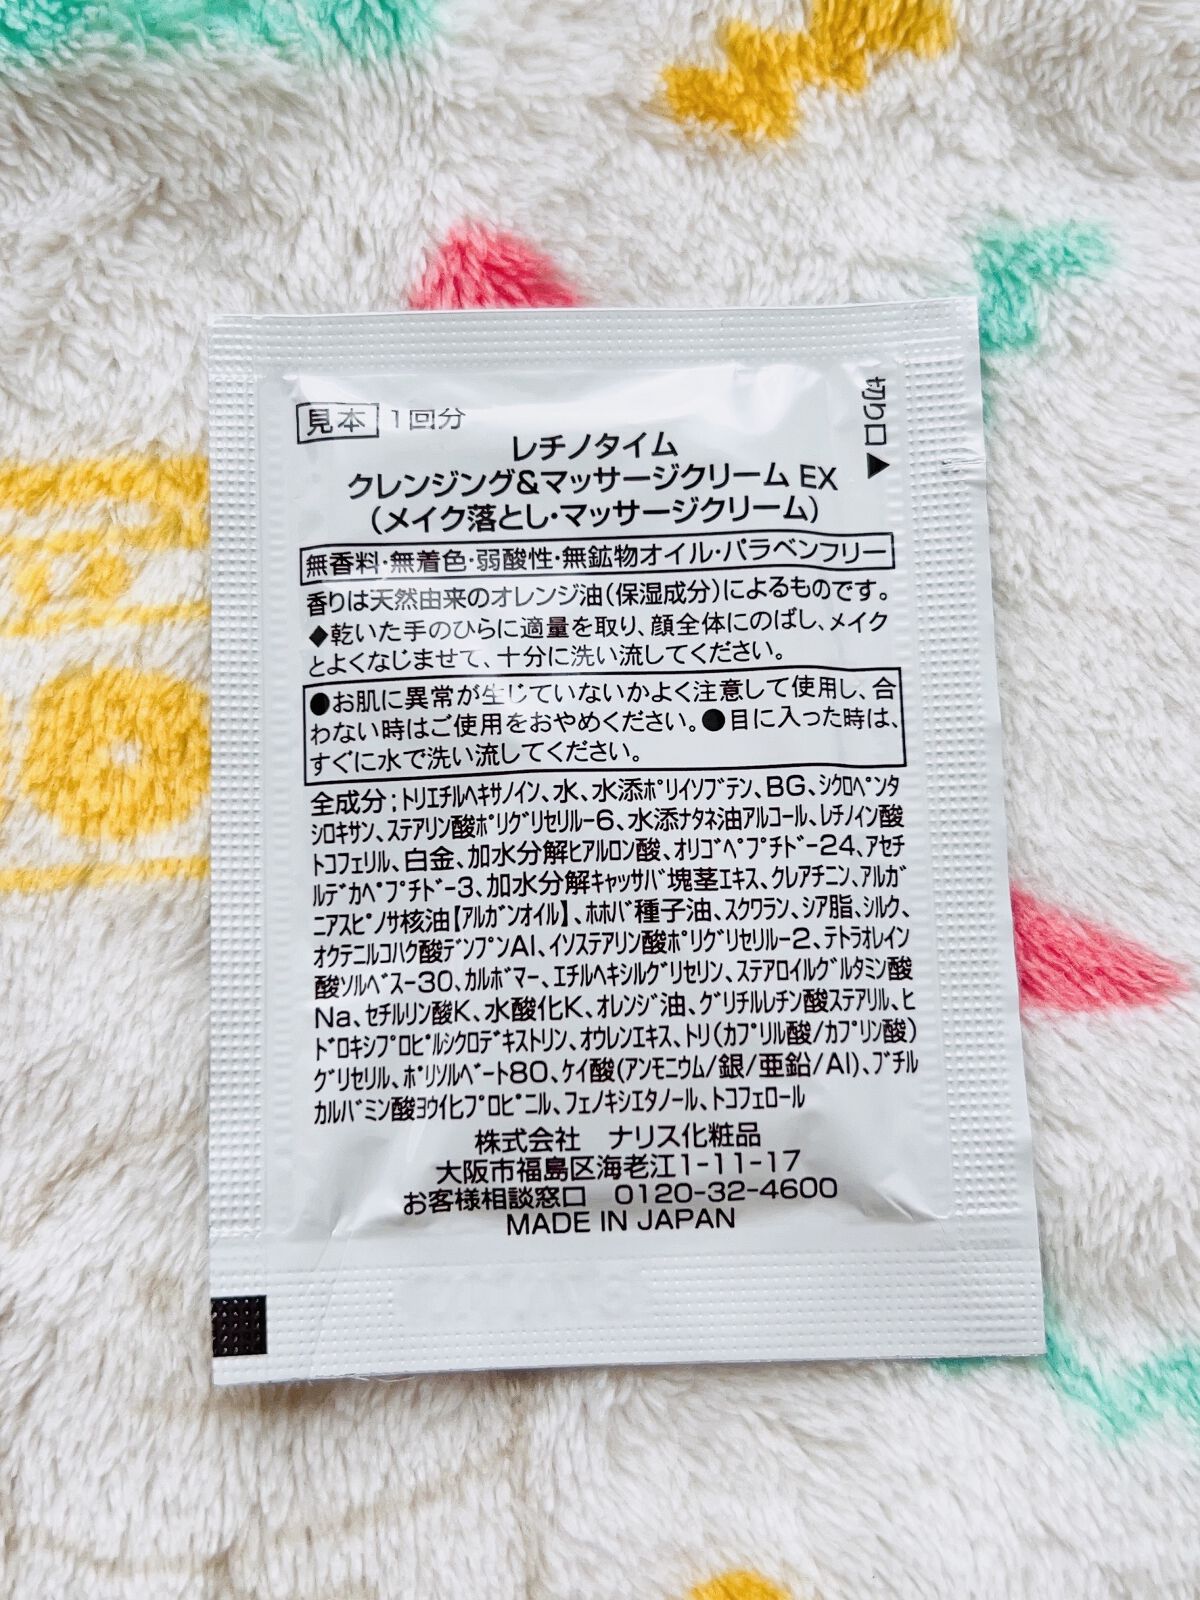 見本 1回分
切り口▲
レチノタイム
クレンジング&マッサージクリーム EX
(メイク落とし・マッサージクリーム)
無香料・無着色・弱酸性・無鉱物オイル・パラベンフリー
香りは天然由来のオレンジ油(保湿成分)によるものです。
◆乾いた手のひらに適量を取り、顔全体にのばし、メイク
とよくなじませて、十分に洗い流してください。
●お肌に異常が生じていないかよく注意して使用し、合
わない時はご使用をおやめください。●目に入った時は、
すぐに水で洗い流してください。
全成分:トリエチルヘキサノイン、水、水添ポリイソブテン、BG、シクロペンタ
シロキサン、ステアリン酸ポリグリセリル-6、水添ナタネ油アルコール、レチノイン酸
トコフェリル、白金、加水分解ヒアルロン酸、オリゴペプチド-24、アセチ
ルデカペプチド-3、加水分解キャッサバ塊茎エキス、クレアチニン、アルガ
ニアスピノサ核油【アルガンオイル】、ホホバ種子油、スクワラン、シア脂、シルク、
オクテニルコハク酸デンプンAl、イソステアリン酸ポリグリセリル-2、テトラオレイン
酸ソルベス-30、カルボマー、エチルヘキシルグリセリン、ステアロイルグルタミン酸
Na、セチルリン酸K、水酸化K、オレンジ油、グリチルレチン酸ステアリル、ヒ
ドロキシプロピルシクロデキストリン、オウレンエキス、トリ(カプリル酸/カプリン酸)
グリセリル、ポリソルベート80、ケイ酸(アンモニウム/銀/亜鉛/Al)、ブチル
カルバミン酸ヨウ化プロピニル、フェノキシエタノール、トコフェロール
株式会社 ナリス化粧品
大阪市福島区海老江1-11-17
お客様相談窓口 0120-32-4600
MADE IN JAPAN